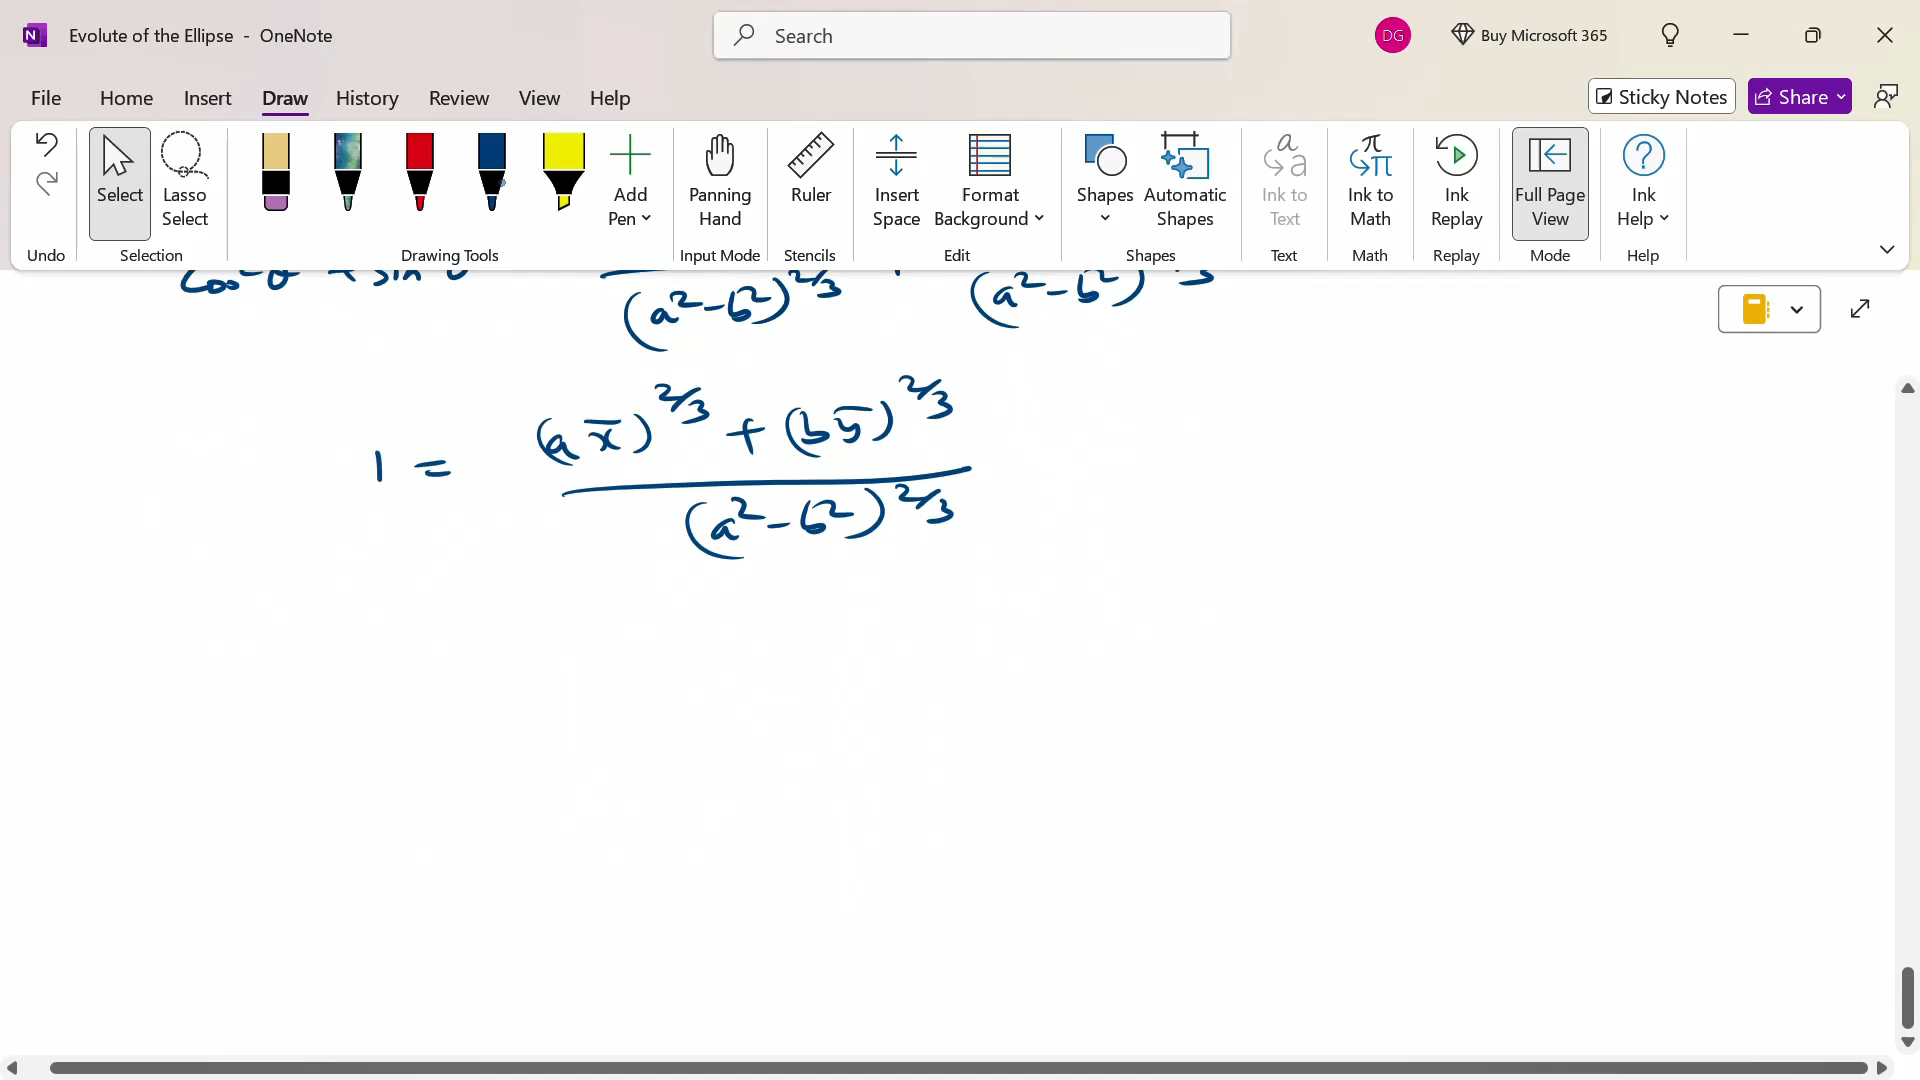 Evolute of the Ellipse - OneNote
Search
DG
Buy Microsoft 365
File Home Insert Draw History Review View Help
Sticky Notes
Share
Select
Lasso Select
Add Pen
Panning Hand
Ruler
Insert Space
Format Background
Shapes
Automatic Shapes
Ink to Text
Ink to Math
Ink Replay
Full Page View
Ink Help
Undo Selection Drawing Tools Input Mode Stencils Edit Shapes Text Math Replay Mode Help
(a²-b²)^2/3 (a²-b²)
1 = ((a x̄)^2/3 + (b ȳ)^2/3) / (a²-b²)^2/3